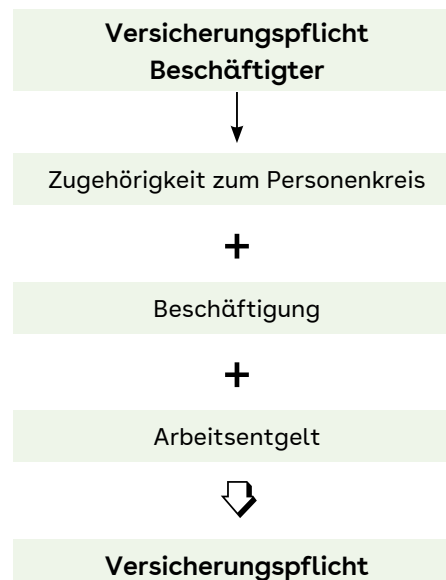 Versicherungspflicht
Beschäftigter
Zugehörigkeit zum Personenkreis
+
Beschäftigung
+
Arbeitsentgelt
Versicherungspflicht